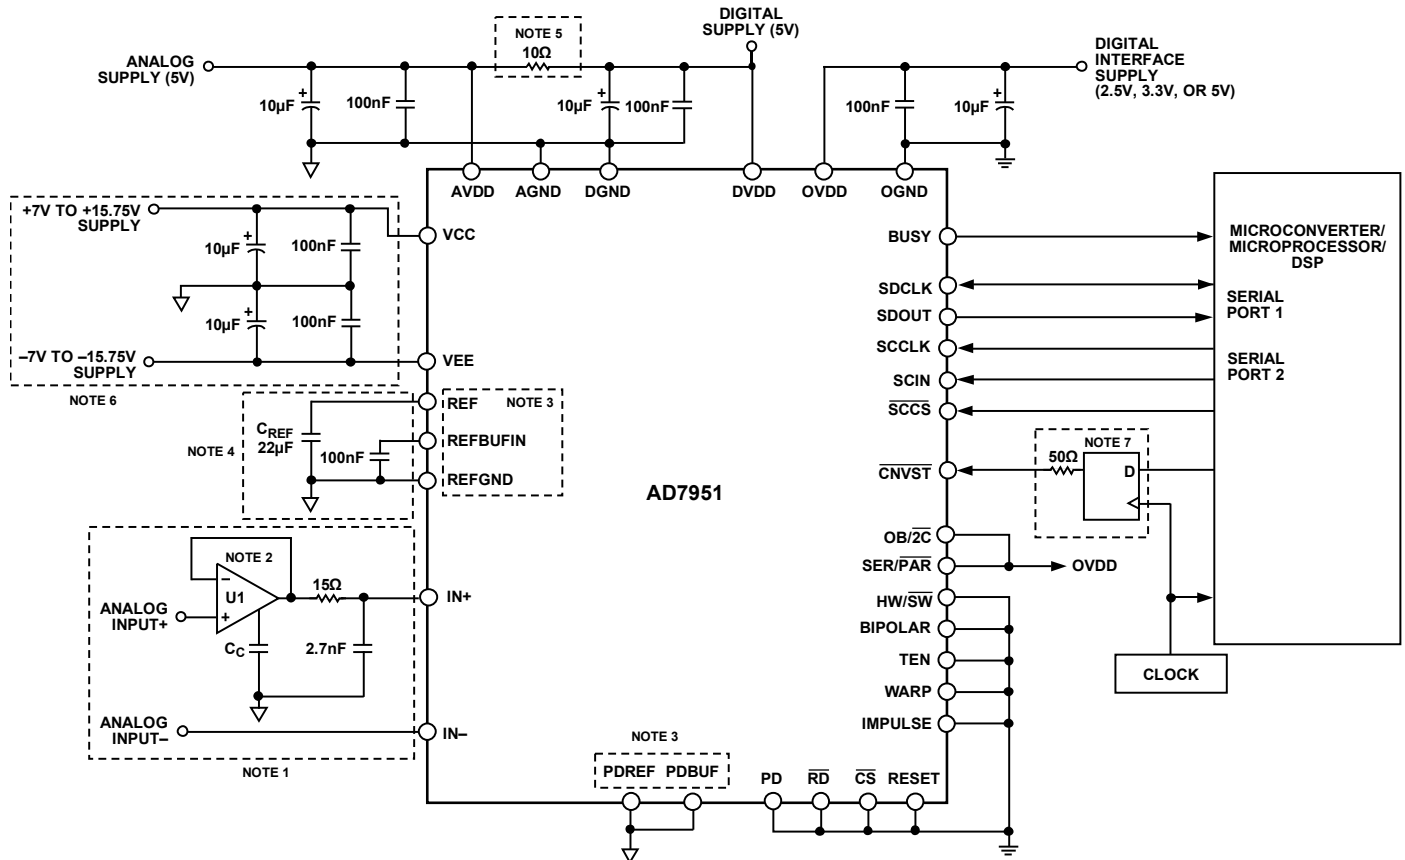 DIGITAL
SUPPLY (5V)
NOTE 5
10Ω
ANALOG
SUPPLY (5V)
DIGITAL
INTERFACE
SUPPLY
(2.5V, 3.3V, OR 5V)
10µF
+
100nF
10µF
+
100nF
100nF
10µF
+
AVDD
AGND
DGND
DVDD
OVDD
OGND
+7V TO +15.75V
SUPPLY
10µF
+
100nF
10µF
+
100nF
–7V TO –15.75V
SUPPLY
NOTE 6
VCC
VEE
BUSY
SDCLK
SDOUT
SCCLK
SCIN
SCCS
MICROCONVERTER/
MICROPROCESSOR/
DSP
SERIAL
PORT 1
SERIAL
PORT 2
NOTE 4
CREF
22µF
100nF
REF
NOTE 3
REFBUFIN
REFGND
AD7951
CNVST
NOTE 7
50Ω
D
OB/2C
SER/PAR
OVDD
HW/SW
BIPOLAR
TEN
WARP
IMPULSE
CLOCK
NOTE 2
–
U1
+
15Ω
ANALOG
INPUT+
CC
2.7nF
IN+
ANALOG
INPUT–
IN–
NOTE 1
NOTE 3
PDREF PDBUF
PD
RD
CS
RESET